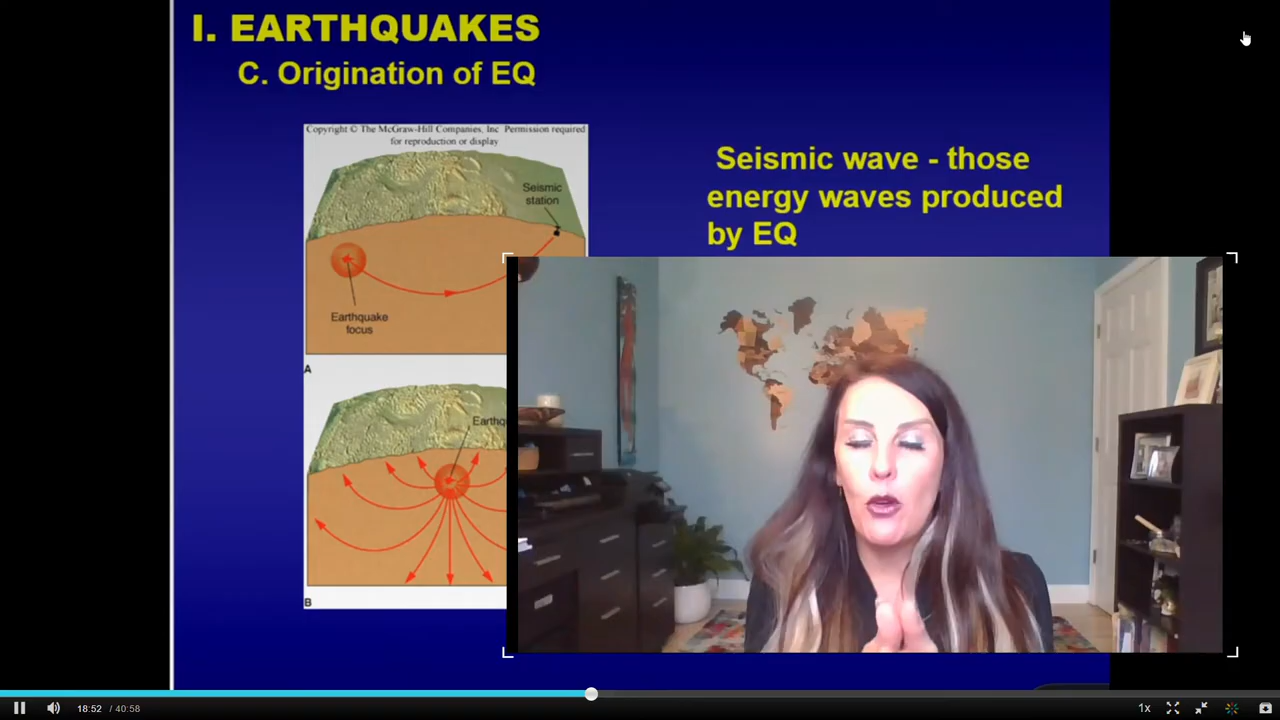 I. EARTHQUAKES
C. Origination of EQ
Copyright © The McGraw-Hill Companies, Inc Permission required
for reproduction or display
Seismic
station
Earthquake
focus
A
Seismic wave - those
energy waves produced
by EQ
Earthqu
B
18:52 / 40:58
1x